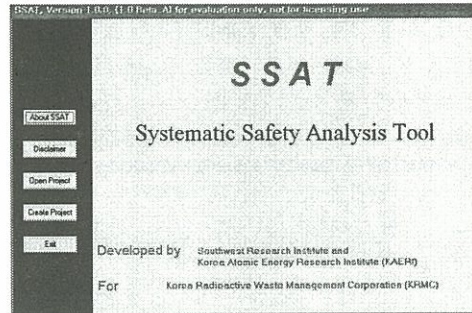 SSAT, Version 1.0.0, (1.0 Beta, A) for evaluation only, not for licensing use
SSAT
Systematic Safety Analysis Tool
About SSAT
Disclaimer
Open Project
Create Project
Exit
Developed by Southwest Research Institute and
Korea Atomic Energy Research Institute (KAERI)
For Korea Radioactive Waste Management Corporation (KRMC)